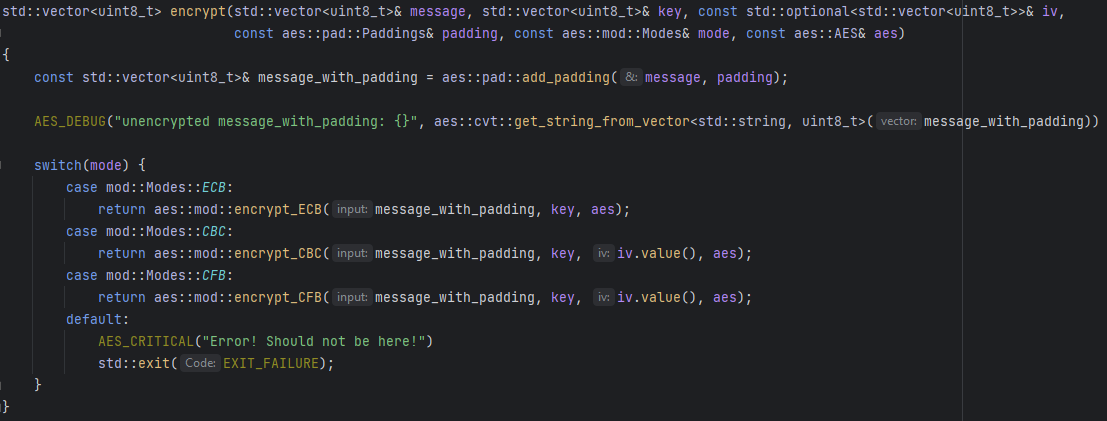 std::vector<uint8_t> encrypt(std::vector<uint8_t>& message, std::vector<uint8_t>& key, const std::optional<std::vector<uint8_t>>& iv,
                             const aes::pad::Paddings& padding, const aes::mod::Modes& mode, const aes::AES& aes)
{
    const std::vector<uint8_t>& message_with_padding = aes::pad::add_padding( &: message, padding);

    AES_DEBUG("unencrypted message_with_padding: {}", aes::cvt::get_string_from_vector<std::string, uint8_t>( vector: message_with_padding))

    switch(mode) {
        case mod::Modes::ECB:
            return aes::mod::encrypt_ECB( input: message_with_padding, key, aes);
        case mod::Modes::CBC:
            return aes::mod::encrypt_CBC( input: message_with_padding, key, iv: iv.value(), aes);
        case mod::Modes::CFB:
            return aes::mod::encrypt_CFB( input: message_with_padding, key, iv: iv.value(), aes);
        default:
            AES_CRITICAL("Error! Should not be here!")
            std::exit( Code: EXIT_FAILURE);
    }
}